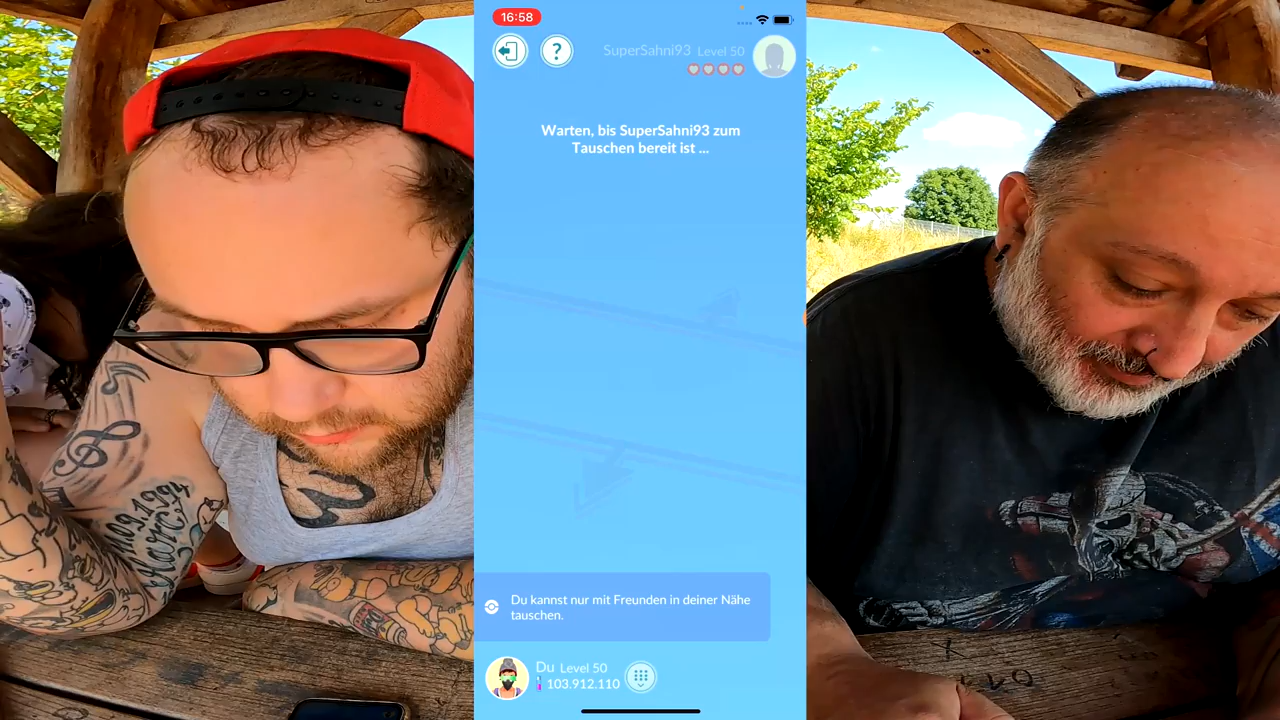 16:58
SuperSahni93 Level 50
Warten, bis SuperSahni93 zum
Tauschen bereit ist ...
Du kannst nur mit Freunden in deiner Nähe
tauschen.
Du Level 50
103.912.110